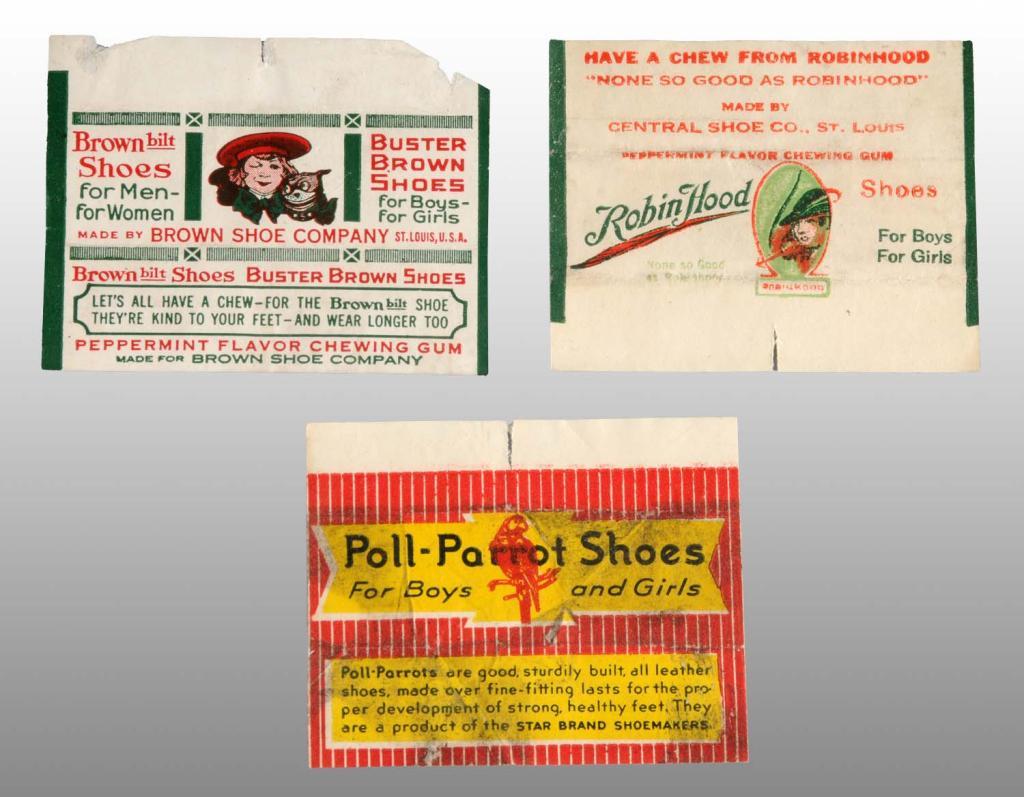 Brown bilt
Shoes
for Men-
for Women
BUSTER
BROWN
SHOES
for Boys-
for Girls
MADE BY BROWN SHOE COMPANY ST. LOUIS, U.S.A.
Brown bilt Shoes BUSTER BROWN SHOES
LET'S ALL HAVE A CHEW-FOR THE Brown bilt SHOE
THEY'RE KIND TO YOUR FEET-AND WEAR LONGER TOO
PEPPERMINT FLAVOR CHEWING GUM
MADE FOR BROWN SHOE COMPANY
HAVE A CHEW FROM ROBINHOOD
"NONE SO GOOD AS ROBINHOOD"
MADE BY
CENTRAL SHOE CO., ST. LOUIS
PEPPERMINT FLAVOR CHEWING GUM
Robin Hood
Shoes
For Boys
For Girls
None so Good
as Robinhood
ROBINHOOD
Poll-Parrot Shoes
For Boys and Girls
Poll-Parrots are good, sturdily built, all leather
shoes, made over fine-fitting lasts for the pro-
per development of strong, healthy feet. They
are a product of the STAR BRAND SHOEMAKERS